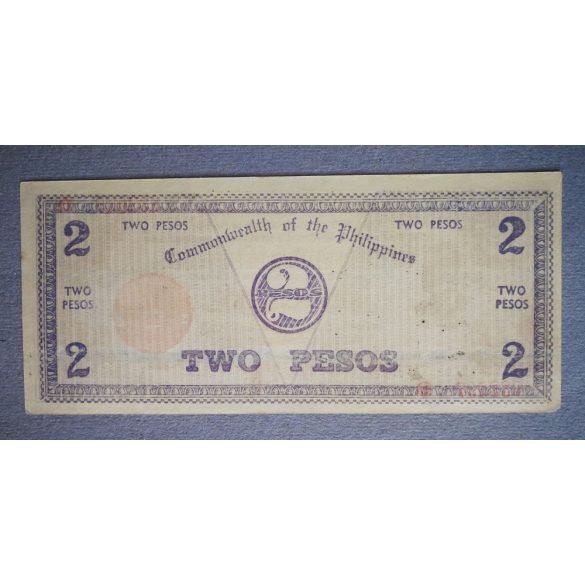 TWO PESOS TWO PESOS
2 Commonwealth of the Philippines 2
TWO PESOS 2 PESOS TWO PESOS
2 TWO PESOS 2